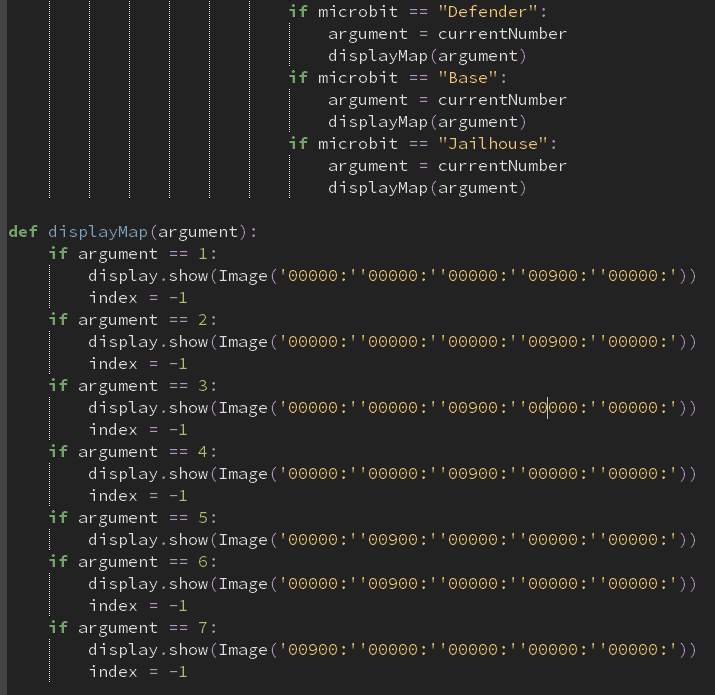 if microbit == "Defender":
argument = currentNumber
displayMap(argument)
if microbit == "Base":
argument = currentNumber
displayMap(argument)
if microbit == "Jailhouse":
argument = currentNumber
displayMap(argument)
def displayMap(argument):
if argument == 1:
display.show(Image('00000:''00000:''00000:''00900:''00000:'))
index = -1
if argument == 2:
display.show(Image('00000:''00000:''00000:''00900:''00000:'))
index = -1
if argument == 3:
display.show(Image('00000:''00000:''00900:''00000:''00000:'))
index = -1
if argument == 4:
display.show(Image('00000:''00000:''00900:''00000:''00000:'))
index = -1
if argument == 5:
display.show(Image('00000:''00900:''00000:''00000:''00000:'))
if argument == 6:
display.show(Image('00000:''00900:''00000:''00000:''00000:'))
index = -1
if argument == 7:
display.show(Image('00900:''00000:''00000:''00000:''00000:'))
index = -1